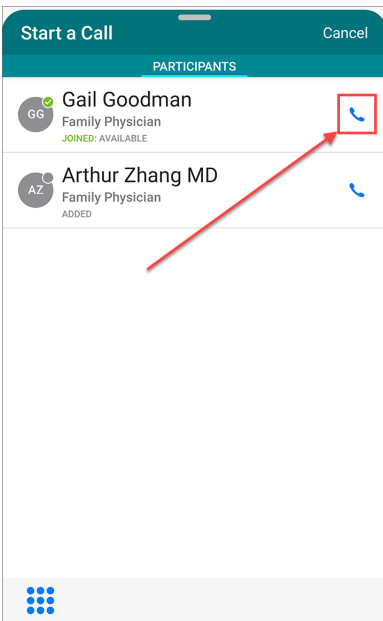 Start a Call
Cancel
PARTICIPANTS
GG
Gail Goodman
Family Physician
JOINED: AVAILABLE
AZ
Arthur Zhang MD
Family Physician
ADDED